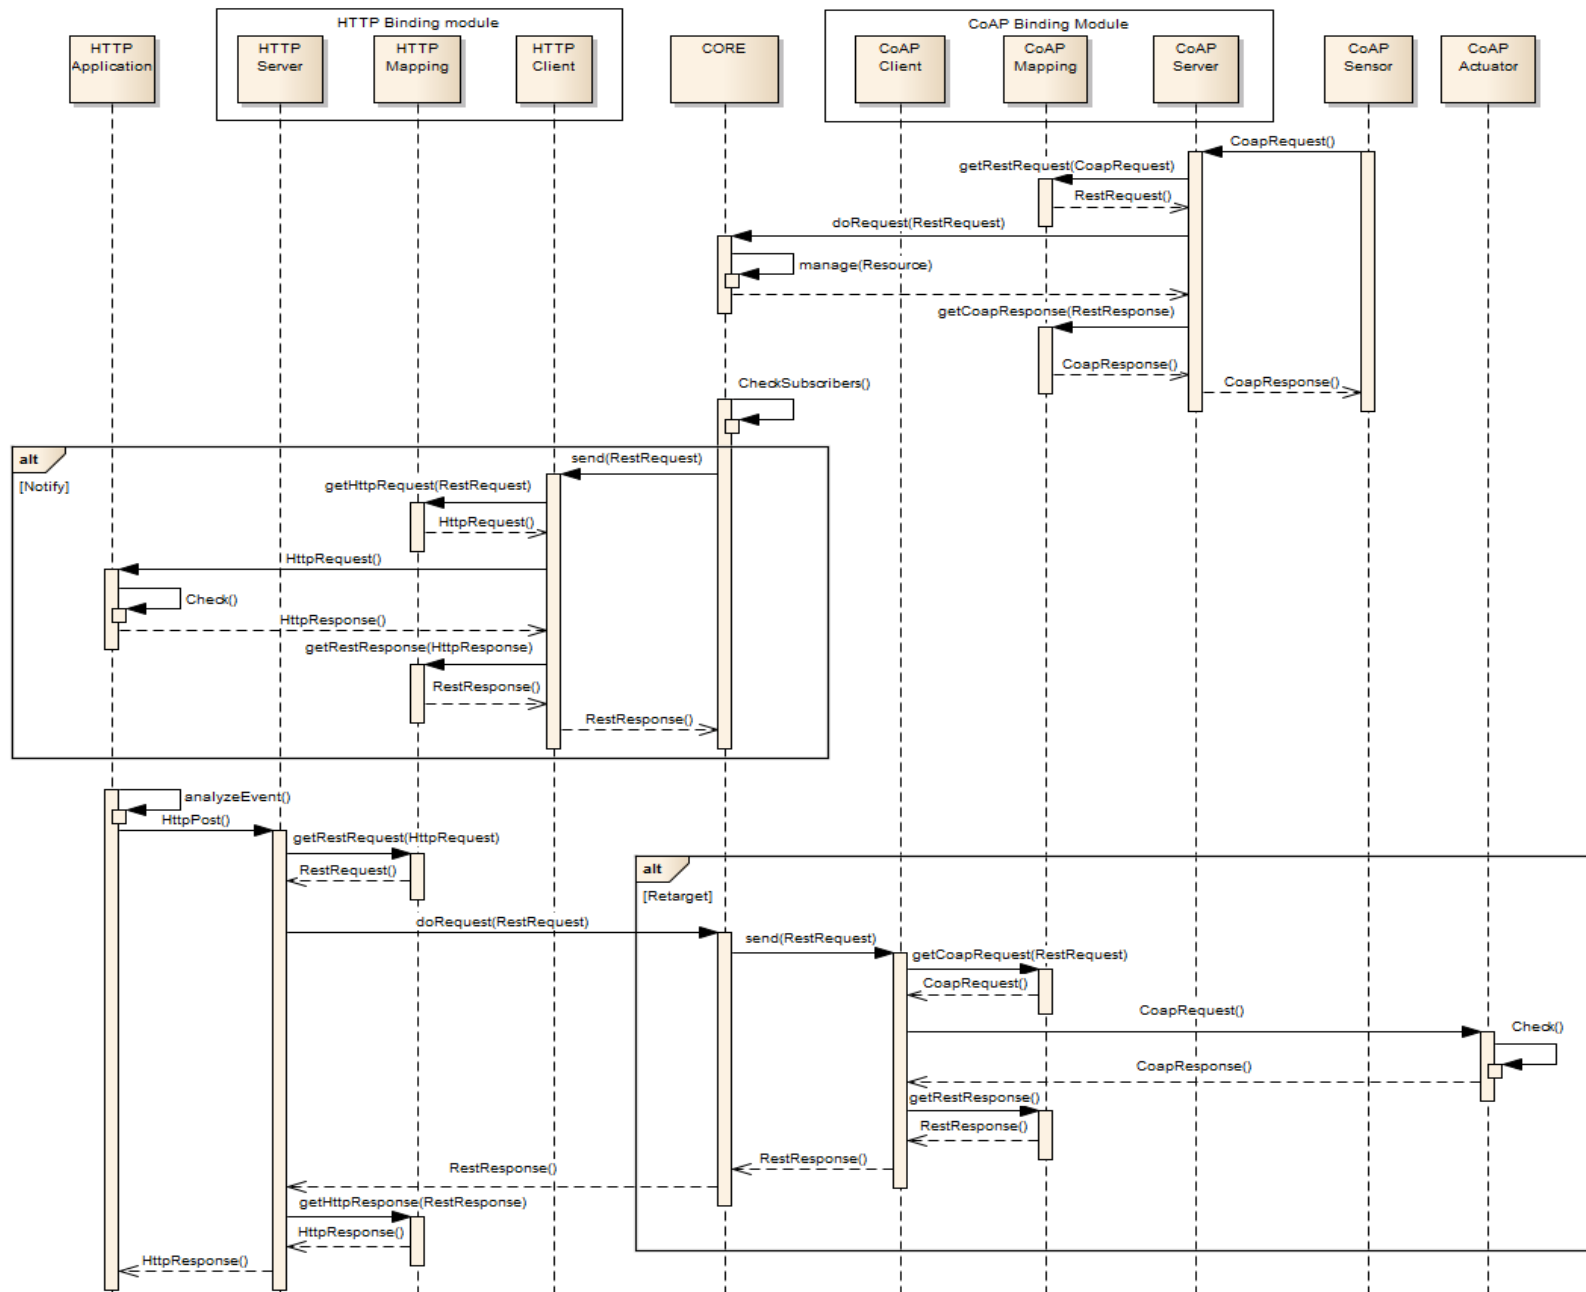 HTTP Binding module
CoAP Binding Module
HTTP
Application
HTTP
Server
HTTP
Mapping
HTTP
Client
CORE
CoAP
Client
CoAP
Mapping
CoAP
Server
CoAP
Sensor
CoAP
Actuator
CoapRequest()
getRestRequest(CoapRequest)
RestRequest()
doRequest(RestRequest)
manage(Resource)
getCoapResponse(RestResponse)
CoapResponse()
CoapResponse()
CheckSubscribers()
alt
[Notify]
send(RestRequest)
getHttpRequest(RestRequest)
HttpRequest()
HttpRequest()
Check()
HttpResponse()
getRestResponse(HttpResponse)
RestResponse()
RestResponse()
analyzeEvent()
HttpPost()
getRestRequest(HttpRequest)
RestRequest()
alt
[Retarget]
doRequest(RestRequest)
send(RestRequest)
getCoapRequest(RestRequest)
CoapRequest()
CoapRequest()
Check()
CoapResponse()
getRestResponse()
RestResponse()
RestResponse()
RestResponse()
getHttpResponse(RestResponse)
HttpResponse()
HttpResponse()